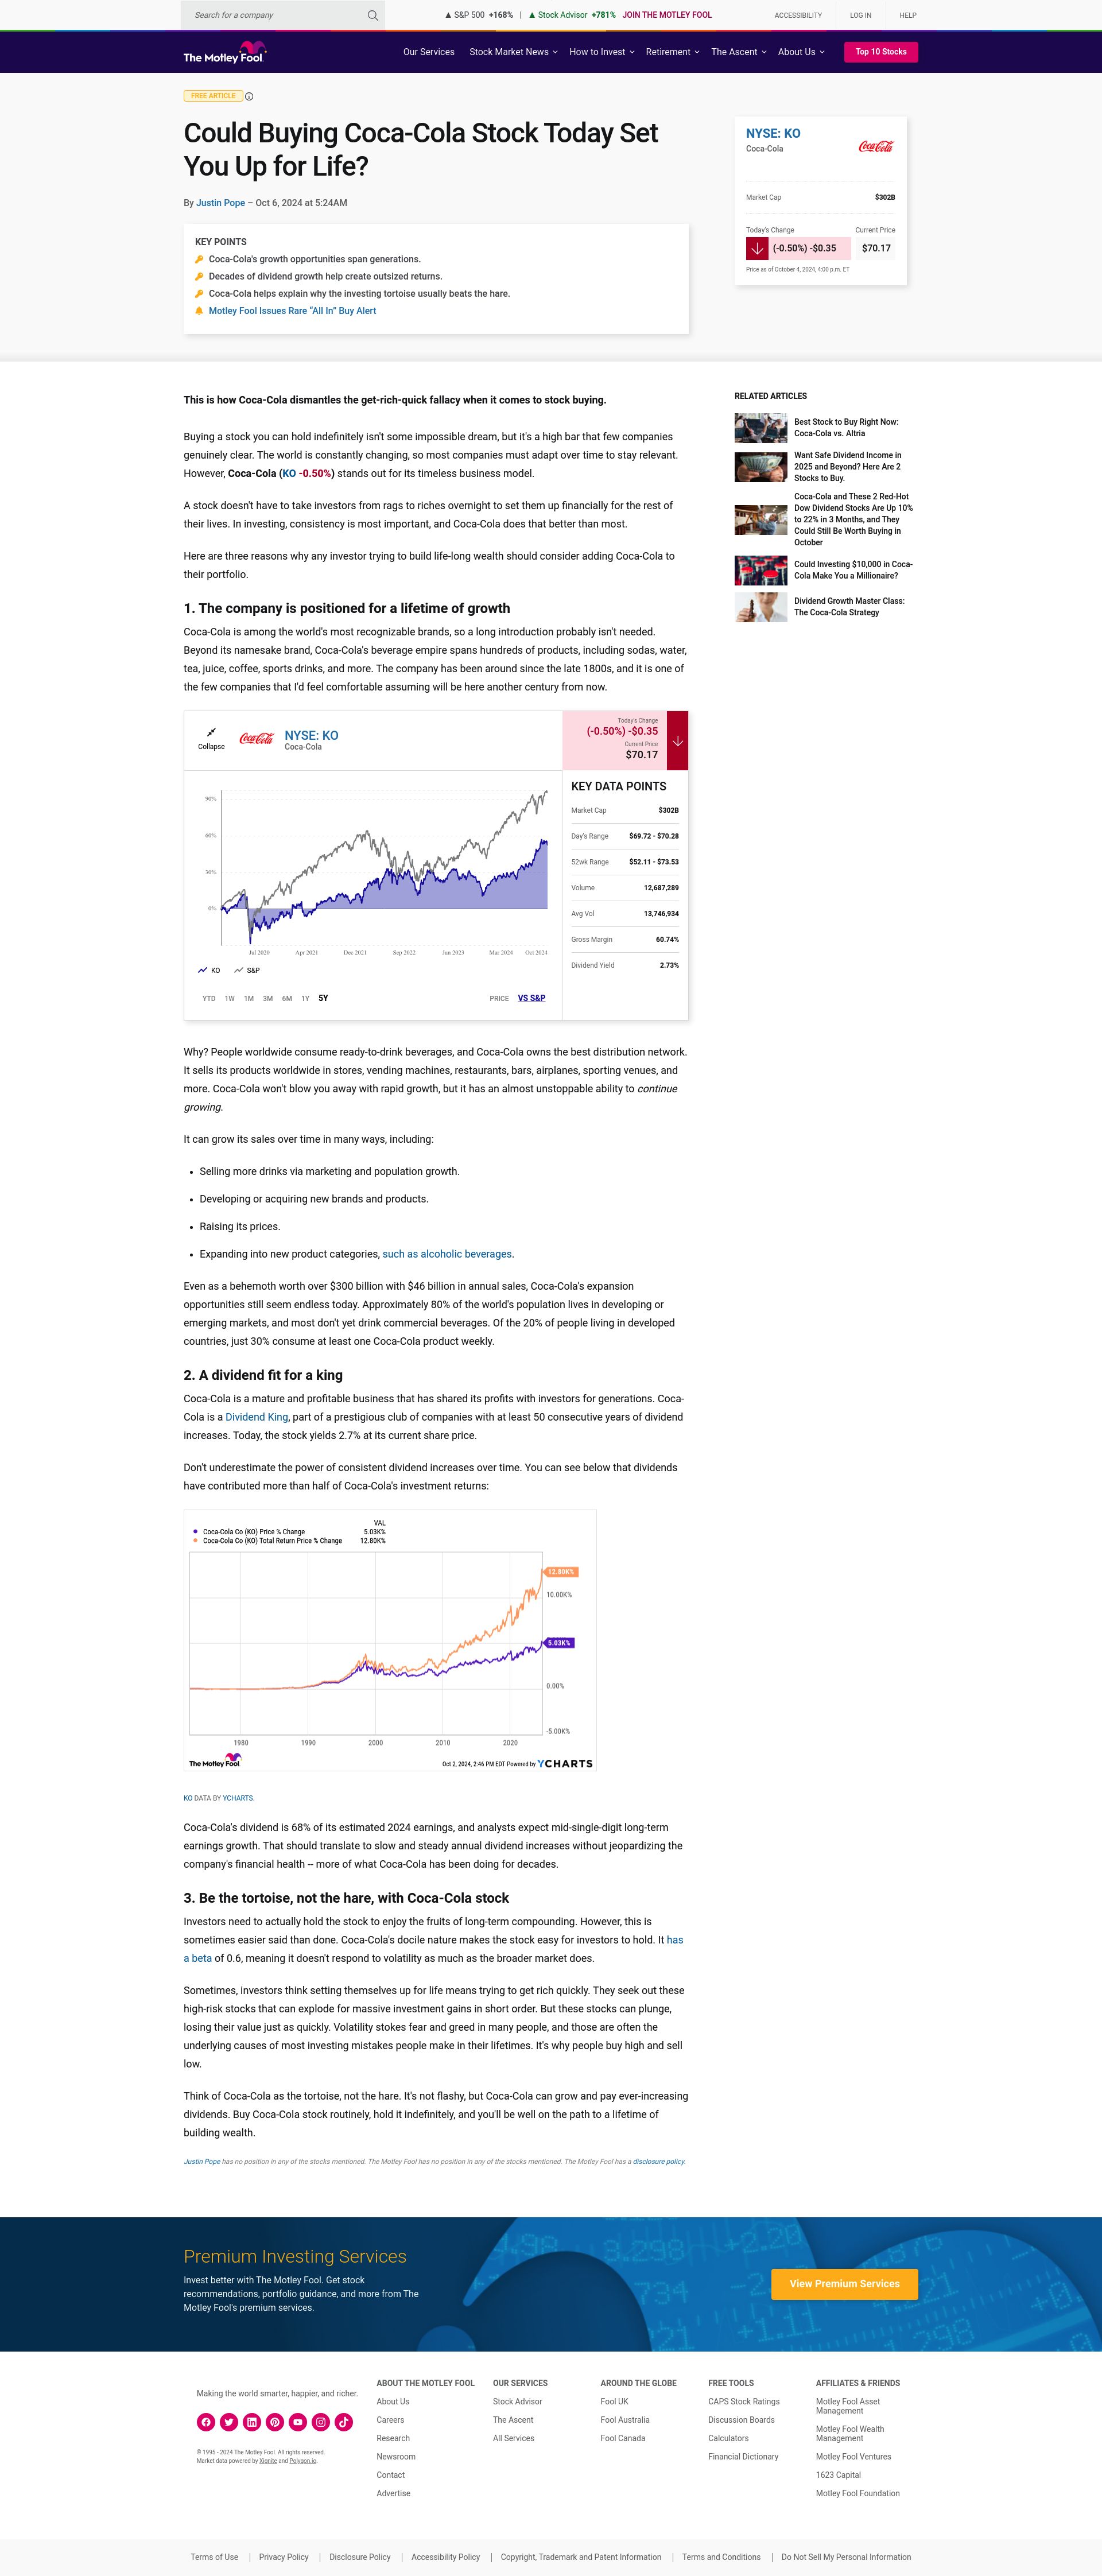 Search for a company
S&P 500 +168% | Stock Advisor +781% JOIN THE MOTLEY FOOL
ACCESSIBILITY
LOG IN
HELP
The Motley Fool
Our Services
Stock Market News
How to Invest
Retirement
The Ascent
About Us
Top 10 Stocks
FREE ARTICLE
Could Buying Coca-Cola Stock Today Set
You Up for Life?
By Justin Pope – Oct 6, 2024 at 5:24AM
KEY POINTS
Coca-Cola's growth opportunities span generations.
Decades of dividend growth help create outsized returns.
Coca-Cola helps explain why the investing tortoise usually beats the hare.
Motley Fool Issues Rare “All In” Buy Alert
NYSE: KO
Coca-Cola
Coca-Cola
Market Cap
$302B
Today's Change
Current Price
(-0.50%) -$0.35
$70.17
Price as of October 4, 2024, 4:00 p.m. ET
This is how Coca-Cola dismantles the get-rich-quick fallacy when it comes to stock buying.
Buying a stock you can hold indefinitely isn't some impossible dream, but it's a high bar that few companies
genuinely clear. The world is constantly changing, so most companies must adapt over time to stay relevant.
However, Coca-Cola (KO -0.50%) stands out for its timeless business model.
A stock doesn't have to take investors from rags to riches overnight to set them up financially for the rest of
their lives. In investing, consistency is most important, and Coca-Cola does that better than most.
Here are three reasons why any investor trying to build life-long wealth should consider adding Coca-Cola to
their portfolio.
1. The company is positioned for a lifetime of growth
Coca-Cola is among the world's most recognizable brands, so a long introduction probably isn't needed.
Beyond its namesake brand, Coca-Cola's beverage empire spans hundreds of products, including sodas, water,
tea, juice, coffee, sports drinks, and more. The company has been around since the late 1800s, and it is one of
the few companies that I'd feel comfortable assuming will be here another century from now.
RELATED ARTICLES
Best Stock to Buy Right Now:
Coca-Cola vs. Altria
Want Safe Dividend Income in
2025 and Beyond? Here Are 2
Stocks to Buy.
Coca-Cola and These 2 Red-Hot
Dow Dividend Stocks Are Up 10%
to 22% in 3 Months, and They
Could Still Be Worth Buying in
October
Could Investing $10,000 in Coca-
Cola Make You a Millionaire?
Dividend Growth Master Class:
The Coca-Cola Strategy
Collapse
Coca-Cola
NYSE: KO
Coca-Cola
Today's Change
(-0.50%) -$0.35
Current Price
$70.17
90%
60%
30%
0%
Jul 2020
Apr 2021
Dec 2021
Sep 2022
Jun 2023
Mar 2024
Oct 2024
KO
S&P
YTD
1W
1M
3M
6M
1Y
5Y
PRICE
VS S&P
KEY DATA POINTS
Market Cap
$302B
Day's Range
$69.72 - $70.28
52wk Range
$52.11 - $73.53
Volume
12,687,289
Avg Vol
13,746,934
Gross Margin
60.74%
Dividend Yield
2.73%
Why? People worldwide consume ready-to-drink beverages, and Coca-Cola owns the best distribution network.
It sells its products worldwide in stores, vending machines, restaurants, bars, airplanes, sporting venues, and
more. Coca-Cola won't blow you away with rapid growth, but it has an almost unstoppable ability to continue
growing.
It can grow its sales over time in many ways, including:
• Selling more drinks via marketing and population growth.
• Developing or acquiring new brands and products.
• Raising its prices.
• Expanding into new product categories, such as alcoholic beverages.
Even as a behemoth worth over $300 billion with $46 billion in annual sales, Coca-Cola's expansion
opportunities still seem endless today. Approximately 80% of the world's population lives in developing or
emerging markets, and most don't yet drink commercial beverages. Of the 20% of people living in developed
countries, just 30% consume at least one Coca-Cola product weekly.
2. A dividend fit for a king
Coca-Cola is a mature and profitable business that has shared its profits with investors for generations. Coca-
Cola is a Dividend King, part of a prestigious club of companies with at least 50 consecutive years of dividend
increases. Today, the stock yields 2.7% at its current share price.
Don't underestimate the power of consistent dividend increases over time. You can see below that dividends
have contributed more than half of Coca-Cola's investment returns:
VAL
Coca-Cola Co (KO) Price % Change 5.03K%
Coca-Cola Co (KO) Total Return Price % Change 12.80K%
12.80K%
10.00K%
5.03K%
0.00%
-5.00K%
1980
1990
2000
2010
2020
The Motley Fool
Oct 2, 2024, 2:46 PM EDT Powered by YCHARTS
KO DATA BY YCHARTS.
Coca-Cola's dividend is 68% of its estimated 2024 earnings, and analysts expect mid-single-digit long-term
earnings growth. That should translate to slow and steady annual dividend increases without jeopardizing the
company's financial health -- more of what Coca-Cola has been doing for decades.
3. Be the tortoise, not the hare, with Coca-Cola stock
Investors need to actually hold the stock to enjoy the fruits of long-term compounding. However, this is
sometimes easier said than done. Coca-Cola's docile nature makes the stock easy for investors to hold. It has
a beta of 0.6, meaning it doesn't respond to volatility as much as the broader market does.
Sometimes, investors think setting themselves up for life means trying to get rich quickly. They seek out these
high-risk stocks that can explode for massive investment gains in short order. But these stocks can plunge,
losing their value just as quickly. Volatility stokes fear and greed in many people, and those are often the
underlying causes of most investing mistakes people make in their lifetimes. It's why people buy high and sell
low.
Think of Coca-Cola as the tortoise, not the hare. It's not flashy, but Coca-Cola can grow and pay ever-increasing
dividends. Buy Coca-Cola stock routinely, hold it indefinitely, and you'll be well on the path to a lifetime of
building wealth.
Justin Pope has no position in any of the stocks mentioned. The Motley Fool has no position in any of the stocks mentioned. The Motley Fool has a disclosure policy.
Premium Investing Services
Invest better with The Motley Fool. Get stock
recommendations, portfolio guidance, and more from The
Motley Fool's premium services.
View Premium Services
Making the world smarter, happier, and richer.
© 1995 - 2024 The Motley Fool. All rights reserved.
Market data powered by Xignite and Polygon.io.
ABOUT THE MOTLEY FOOL
About Us
Careers
Research
Newsroom
Contact
Advertise
OUR SERVICES
Stock Advisor
The Ascent
All Services
AROUND THE GLOBE
Fool UK
Fool Australia
Fool Canada
FREE TOOLS
CAPS Stock Ratings
Discussion Boards
Calculators
Financial Dictionary
AFFILIATES & FRIENDS
Motley Fool Asset
Management
Motley Fool Wealth
Management
Motley Fool Ventures
1623 Capital
Motley Fool Foundation
Terms of Use | Privacy Policy | Disclosure Policy | Accessibility Policy | Copyright, Trademark and Patent Information | Terms and Conditions | Do Not Sell My Personal Information